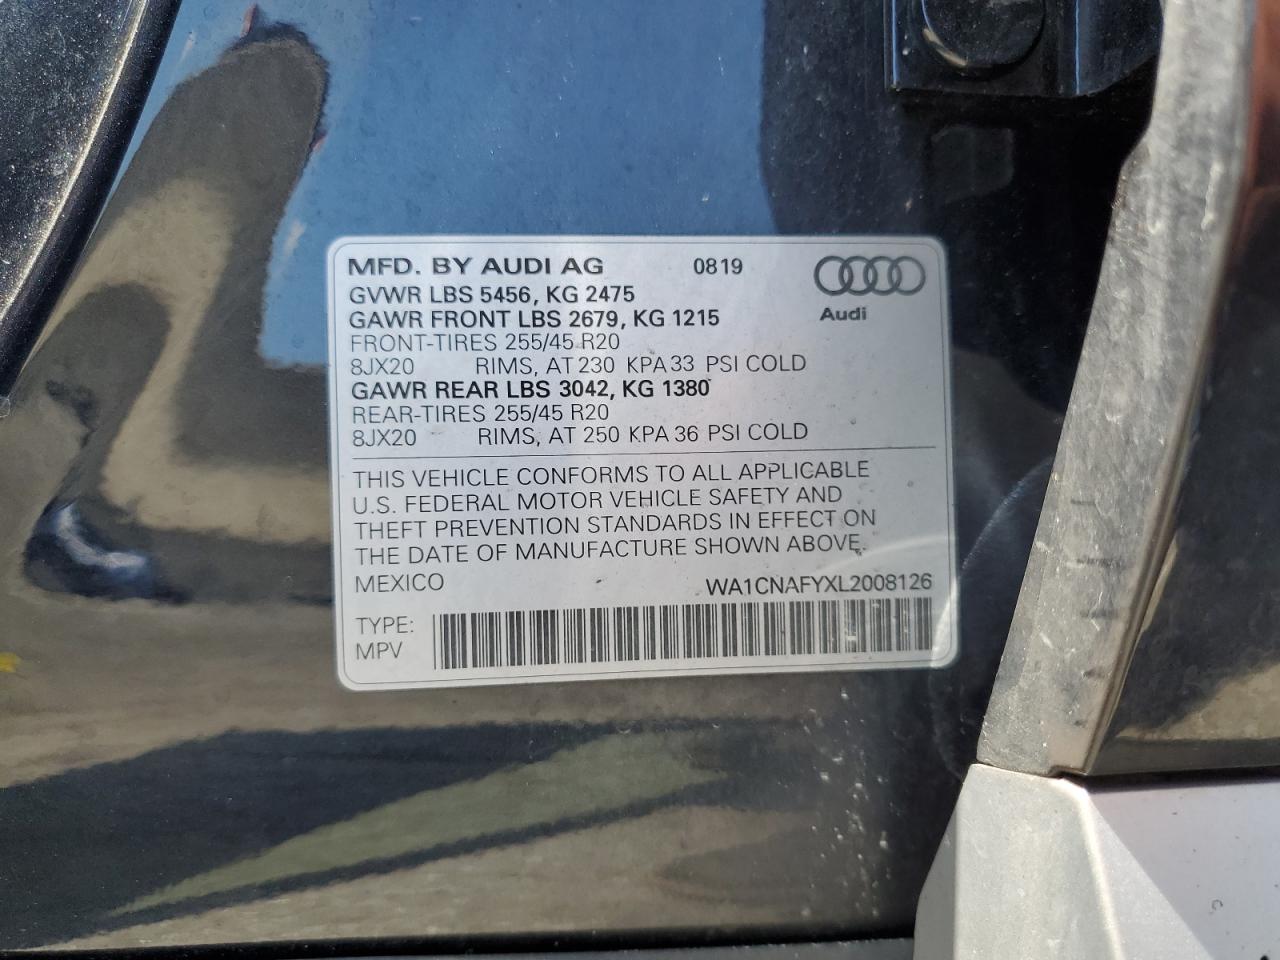 MFD. BY AUDI AG 0819
GVWR LBS 5456, KG 2475
GAWR FRONT LBS 2679, KG 1215
Audi
FRONT-TIRES 255/45 R20
8JX20 RIMS, AT 230 KPA 33 PSI COLD
GAWR REAR LBS 3042, KG 1380
REAR-TIRES 255/45 R20
8JX20 RIMS, AT 250 KPA 36 PSI COLD
THIS VEHICLE CONFORMS TO ALL APPLICABLE
U.S. FEDERAL MOTOR VEHICLE SAFETY AND
THEFT PREVENTION STANDARDS IN EFFECT ON
THE DATE OF MANUFACTURE SHOWN ABOVE.
MEXICO WA1CNAFYXL2008126
TYPE:
MPV